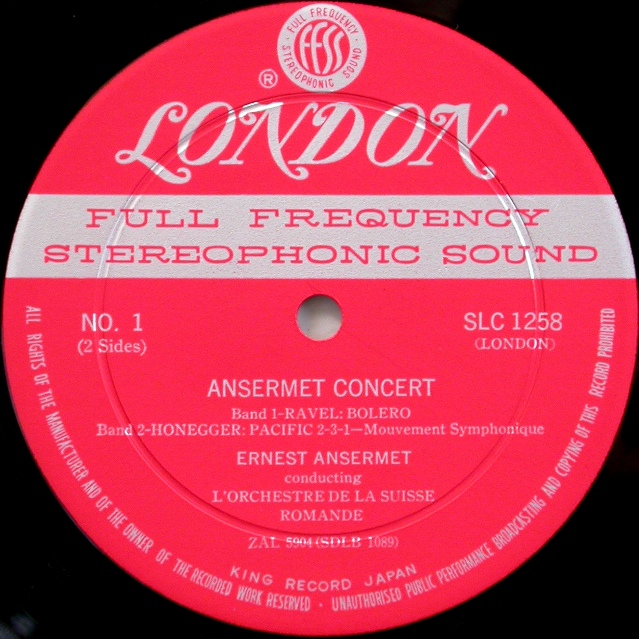 FULL FREQUENCY
FFSS
STEREOPHONIC SOUND
®
LONDON
FULL FREQUENCY
STEREOPHONIC SOUND
NO. 1
(2 Sides)
SLC 1258
(LONDON)
ANSERMET CONCERT
Band 1-RAVEL: BOLERO
Band 2-HONEGGER: PACIFIC 2-3-1—Mouvement Symphonique
ERNEST ANSERMET
conducting
L'ORCHESTRE DE LA SUISSE
ROMANDE
ZAL 5904 (SDLB 1089)
KING RECORD JAPAN
ALL RIGHTS OF THE MANUFACTURER AND OF THE OWNER OF THE RECORDED WORK RESERVED · UNAUTHORISED PUBLIC PERFORMANCE BROADCASTING AND COPYING OF THIS RECORD PROHIBITED